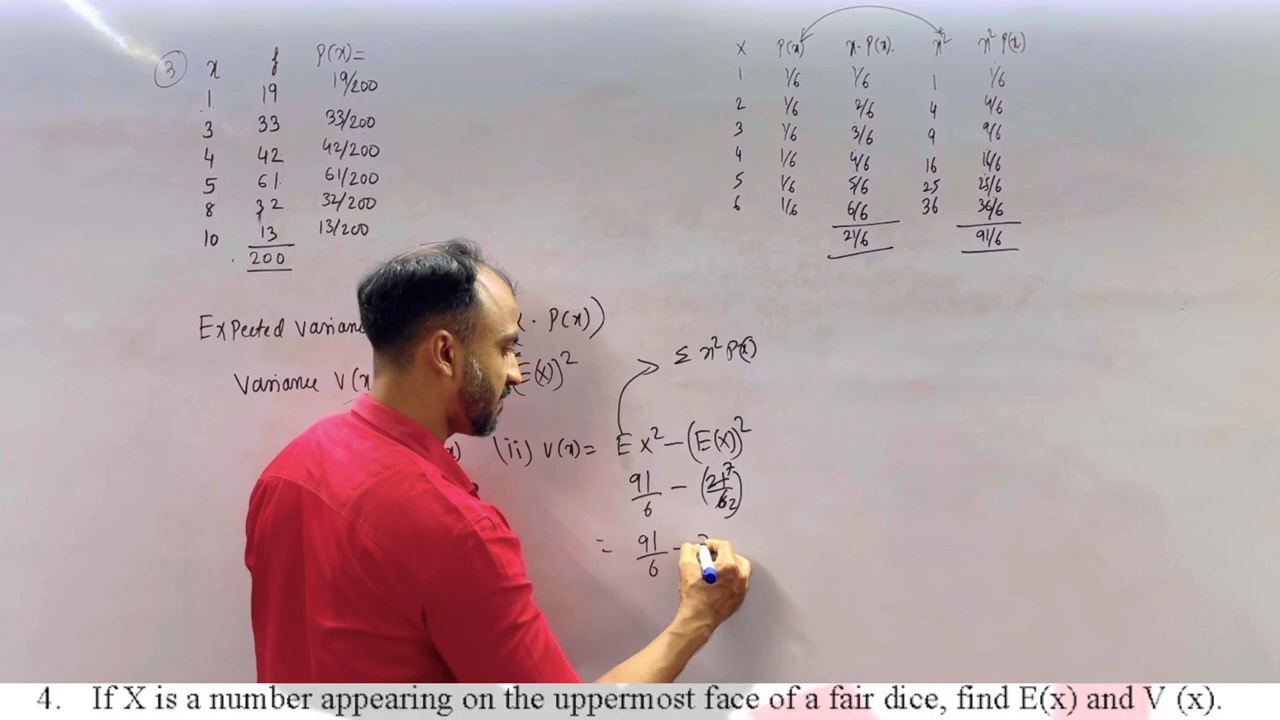 ③ x f P(x)=
1 19 19/200
3 33 33/200
4 42 42/200
5 61 61/200
8 32 32/200
10 13 13/200
200
X P(x) x·P(x). x² x² P(x)
1 1/6 1/6 1 1/6
2 1/6 2/6 4 4/6
3 1/6 3/6 9 9/6
4 1/6 4/6 16 16/6
5 1/6 5/6 25 25/6
6 1/6 6/6 36 36/6
21/6 91/6
Expected varian · P(x))
Variance V(x E(x))²
Σ x² P(x)
(ii) V(x) = E x² – (E(x))²
91/6 – (21 7/6 2)
= 91/6 –
4. If X is a number appearing on the uppermost face of a fair dice, find E(x) and V (x).